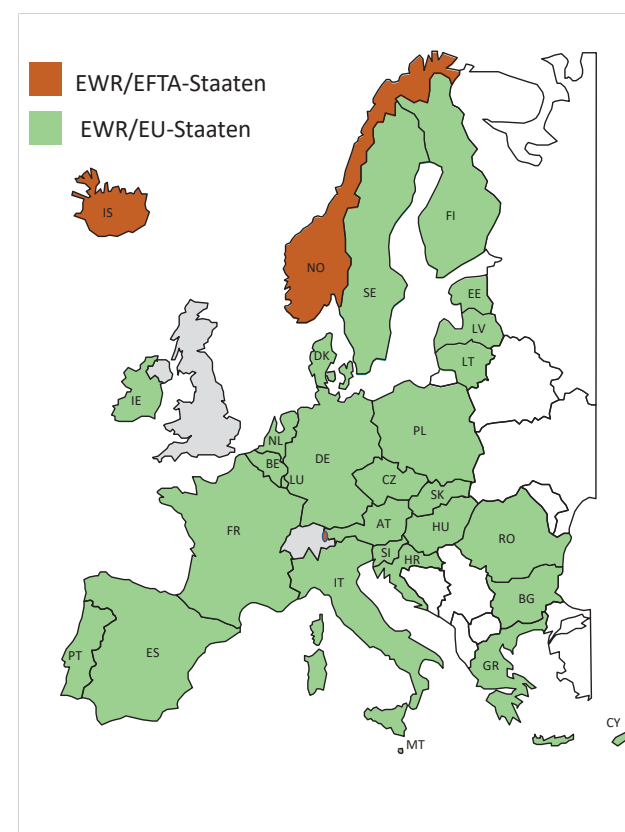 EWR/EFTA-Staaten
EWR/EU-Staaten
IS
FI
NO
SE
EE
LV
DK
LT
IE
PL
NL
DE
BE
CZ
LU
SK
AT
HU
FR
RO
SI
HR
IT
BG
ES
PT
GR
CY
MT